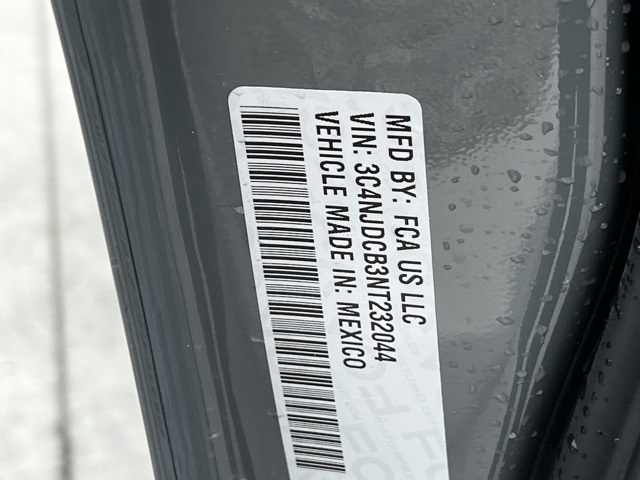 MFD BY: FCA US LLC
VIN: 3C4NJDCB3NT232044
VEHICLE MADE IN: MEXICO